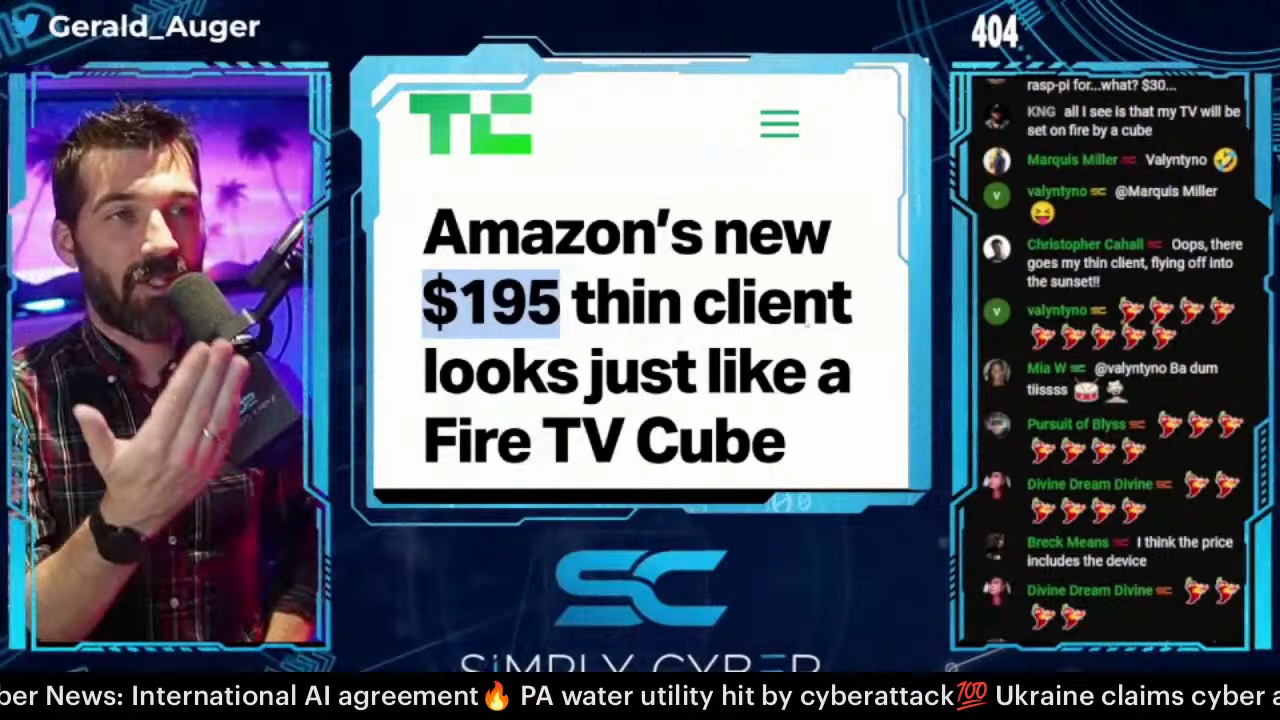 Gerald_Auger
404
TC
Amazon's new
$195 thin client
looks just like a
Fire TV Cube
SC
SIMPLY CYBER
rasp-pi for...what? $30...
KNG all I see is that my TV will be
set on fire by a cube
Marquis Miller Valyntyno 🤣
V valyntyno @Marquis Miller
😝
Christopher Cahall Oops, there
goes my thin client, flying off into
the sunset!!
V valyntyno
Mia W @valyntyno Ba dum
tiissss 🥁
Pursuit of Blyss
Divine Dream Divine
Breck Means I think the price
includes the device
Divine Dream Divine
ber News: International AI agreement🔥 PA water utility hit by cyberattack💯 Ukraine claims cyber a